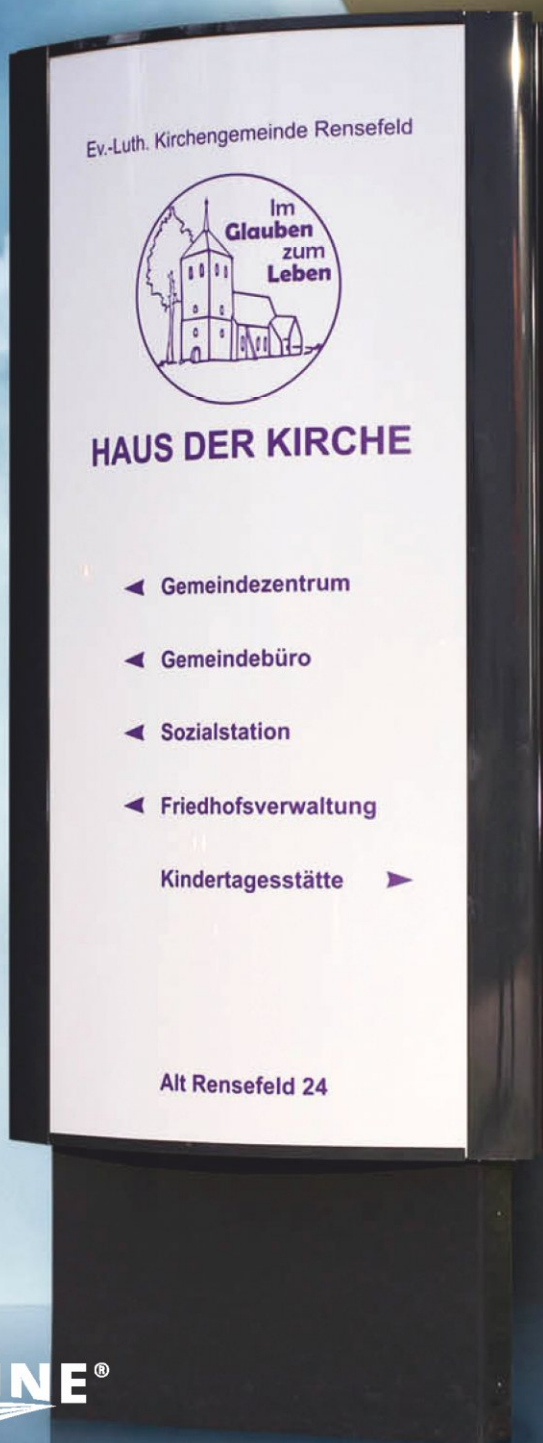 Ev.-Luth. Kirchengemeinde Rensefeld
Im
Glauben
zum
Leben
HAUS DER KIRCHE
Gemeindezentrum
Gemeindebüro
Sozialstation
Friedhofsverwaltung
Kindertagesstätte
Alt Rensefeld 24